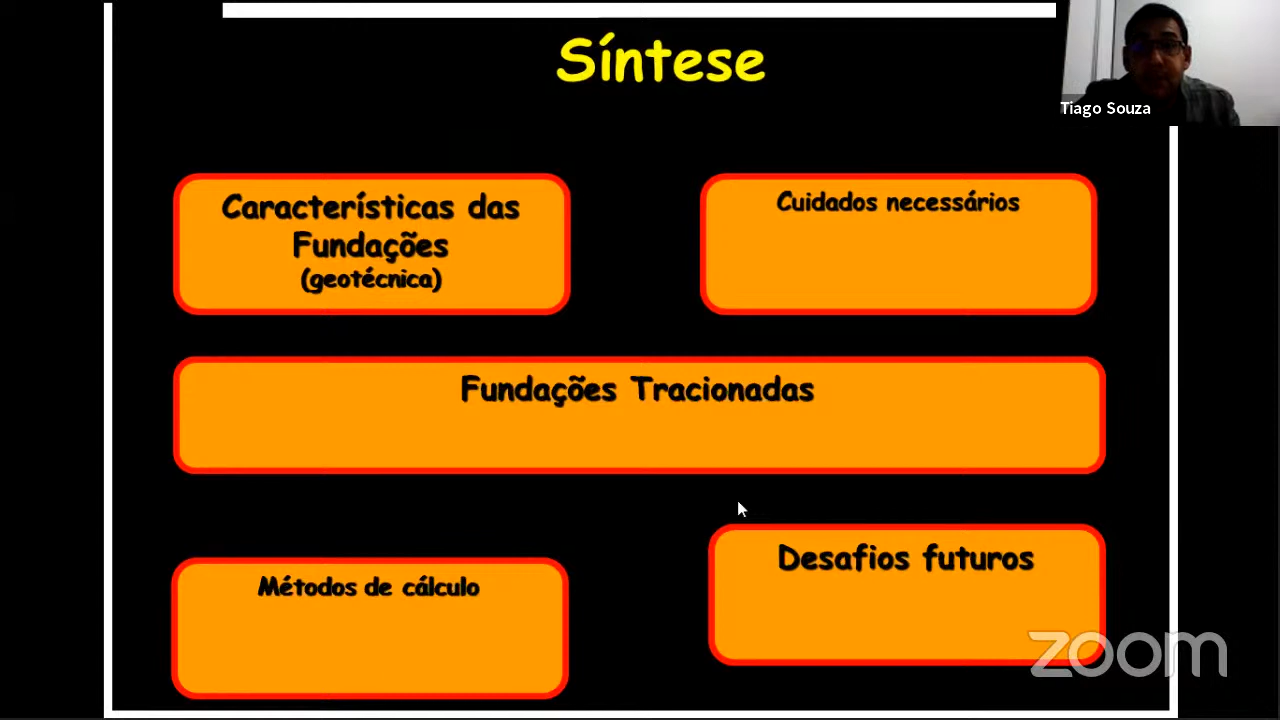 Síntese
Tiago Souza
Características das
Fundações
(geotécnica)
Cuidados necessários
Fundações Tracionadas
Métodos de cálculo
Desafios futuros
zoom